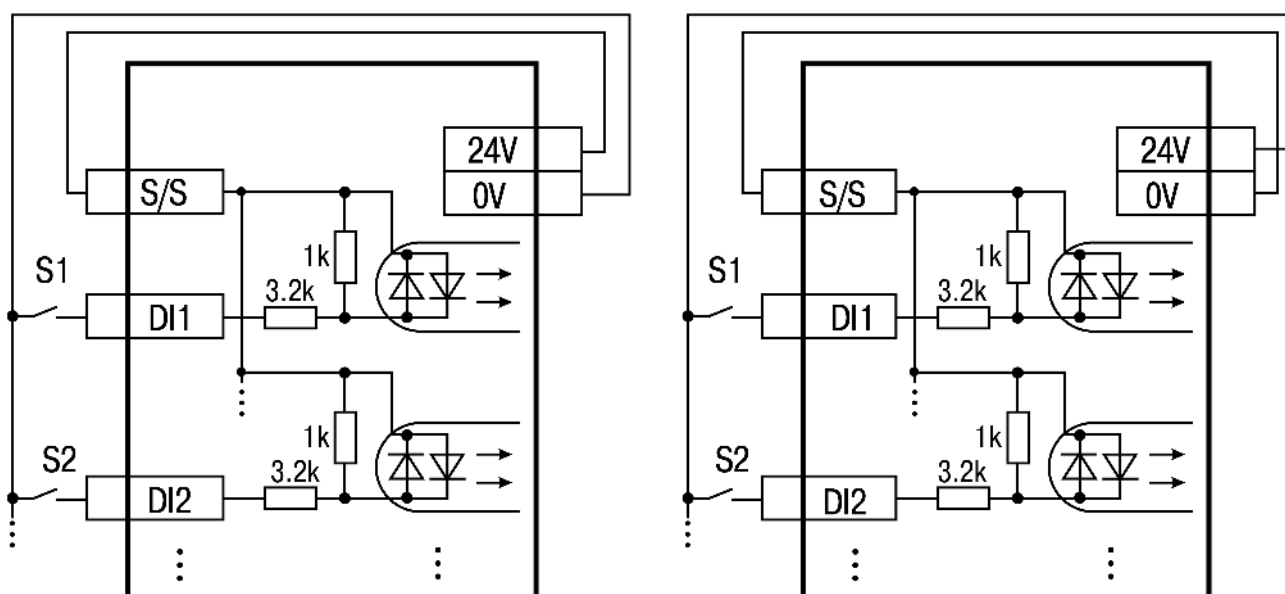 24V
S/S
0V
S1
1k
3.2k
DI1
S2
1k
3.2k
DI2
24V
S/S
0V
S1
1k
3.2k
DI1
S2
1k
3.2k
DI2